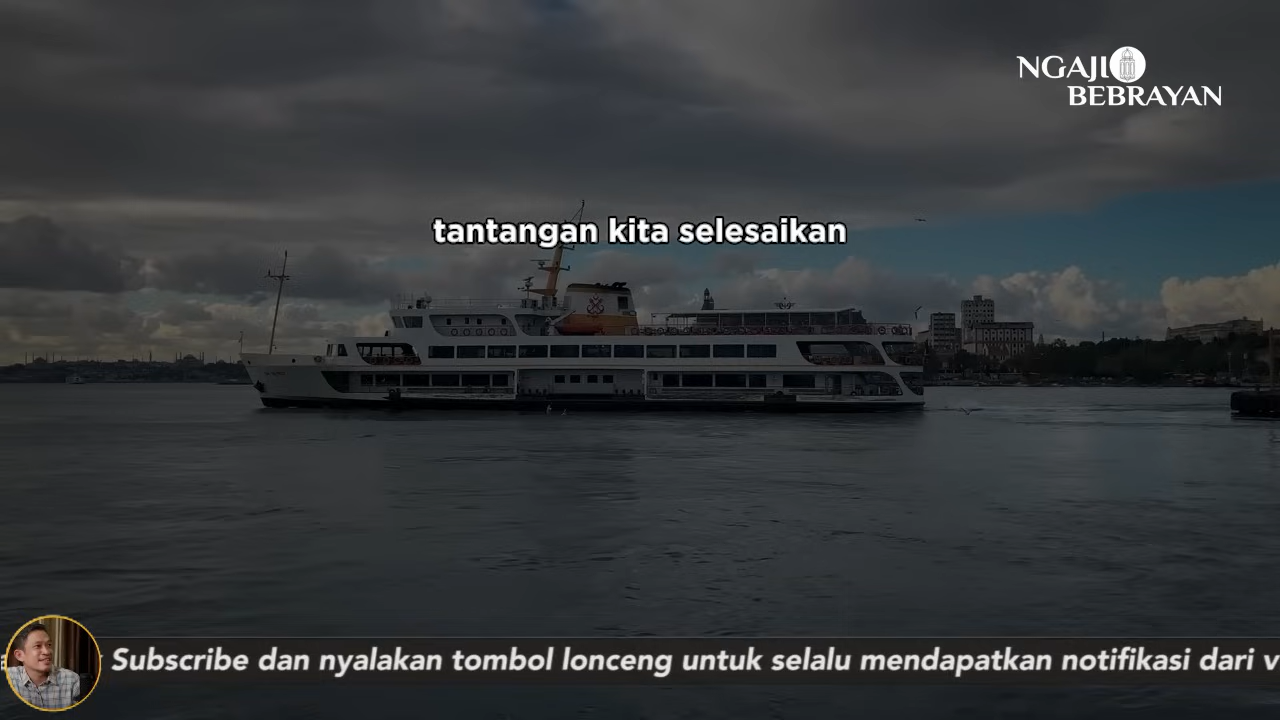 NGAJI
BEBRAYAN
tantangan kita selesaikan
Subscribe dan nyalakan tombol lonceng untuk selalu mendapatkan notifikasi dari v